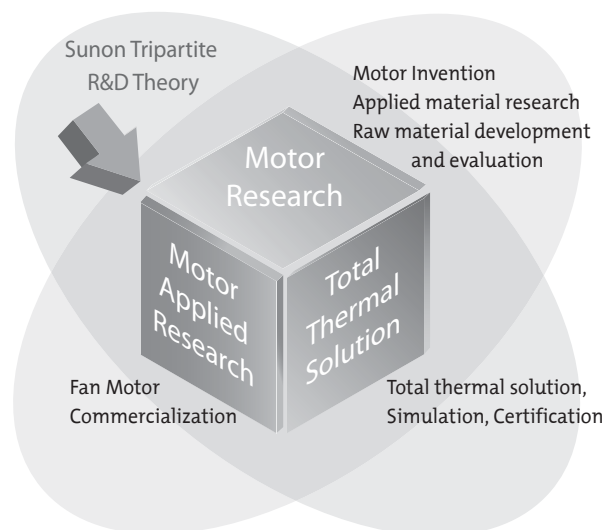 Sunon Tripartite
R&D Theory
Motor Invention
Applied material research
Raw material development
and evaluation
Motor
Research
Motor
Applied
Research
Total
Thermal
Solution
Fan Motor
Commercialization
Total thermal solution,
Simulation, Certification